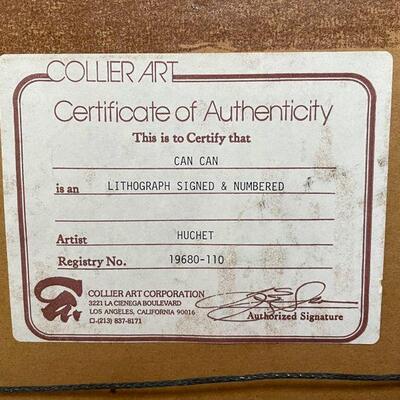 COLLIER ART
Certificate of Authenticity
This is to Certify that
CAN CAN
is an LITHOGRAPH SIGNED & NUMBERED
Artist HUCHET
Registry No. 19680-110
COLLIER ART CORPORATION
3221 LA CIENEGA BOULEVARD
LOS ANGELES, CALIFORNIA 90016
(213) 837-8171
Authorized Signature